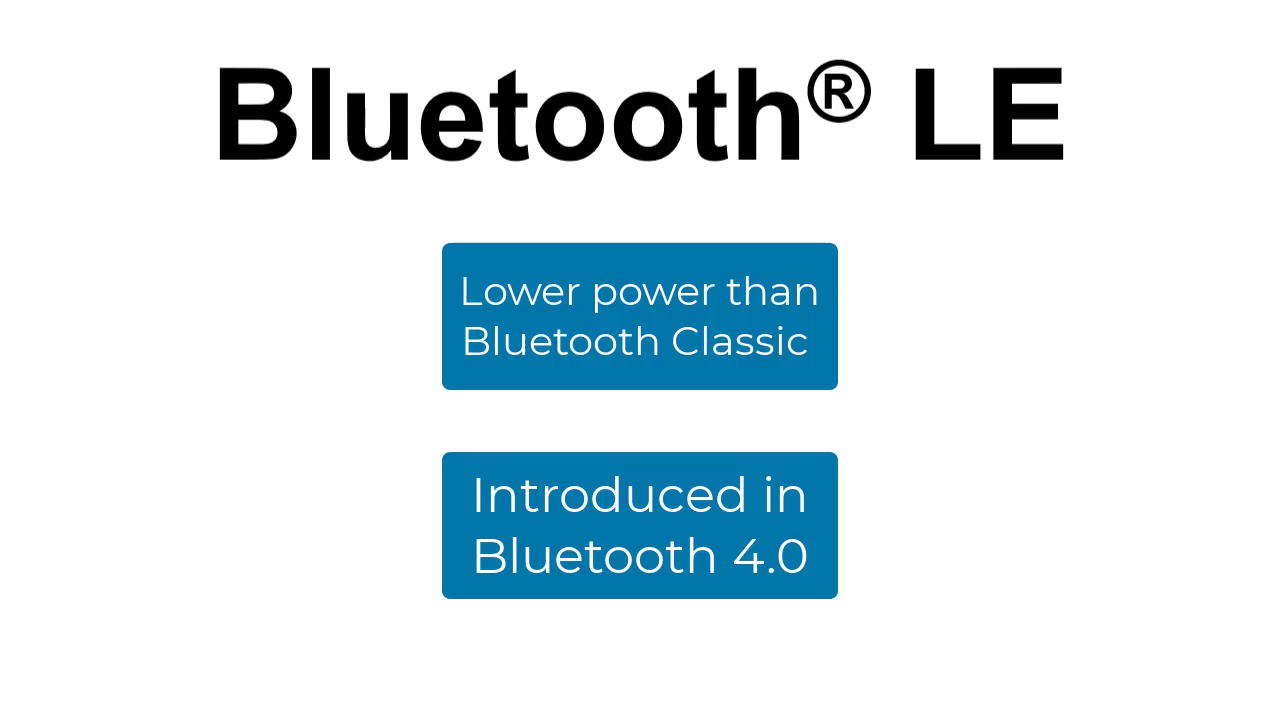 Bluetooth® LE
Lower power than
Bluetooth Classic
Introduced in
Bluetooth 4.0